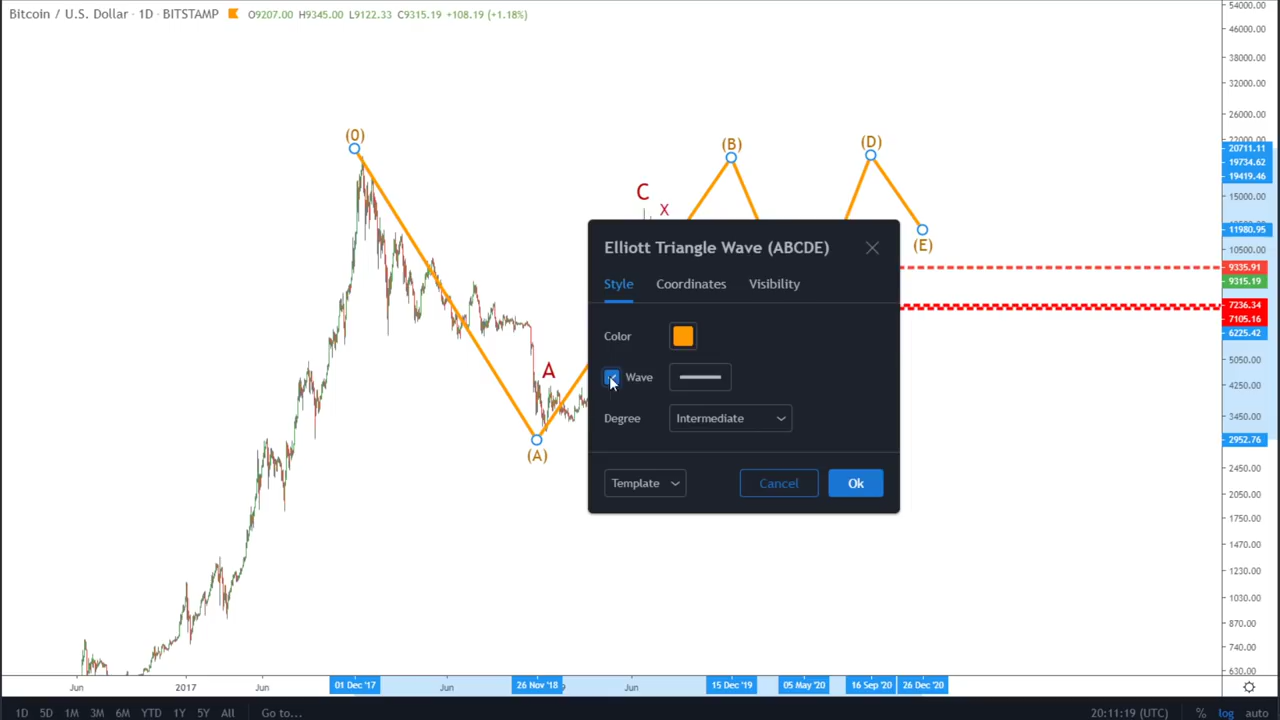 Bitcoin / U.S. Dollar · 1D · BITSTAMP O9207.00 H9345.00 L9122.33 C9315.19 +108.19 (+1.18%)
54000.00
46000.00
38000.00
32000.00
26000.00
(0)
(B)
(D)
20711.11
19734.62
19419.46
C
X
15000.00
11980.95
(E)
Elliott Triangle Wave (ABCDE)
10500.00
9335.91
9315.19
Style Coordinates Visibility
7236.34
7105.16
6225.42
Color
5050.00
A
Wave
4250.00
Degree Intermediate
3450.00
2952.76
(A)
2450.00
Template Cancel Ok
2050.00
1750.00
1470.00
1230.00
1030.00
870.00
740.00
630.00
Jun 2017 Jun 01 Dec '17 Jun 26 Nov '18 Jun 15 Dec '19 05 May '20 16 Sep '20 26 Dec '20
1D 5D 1M 3M 6M YTD 1Y 5Y All Go to... 20:11:19 (UTC) % log auto